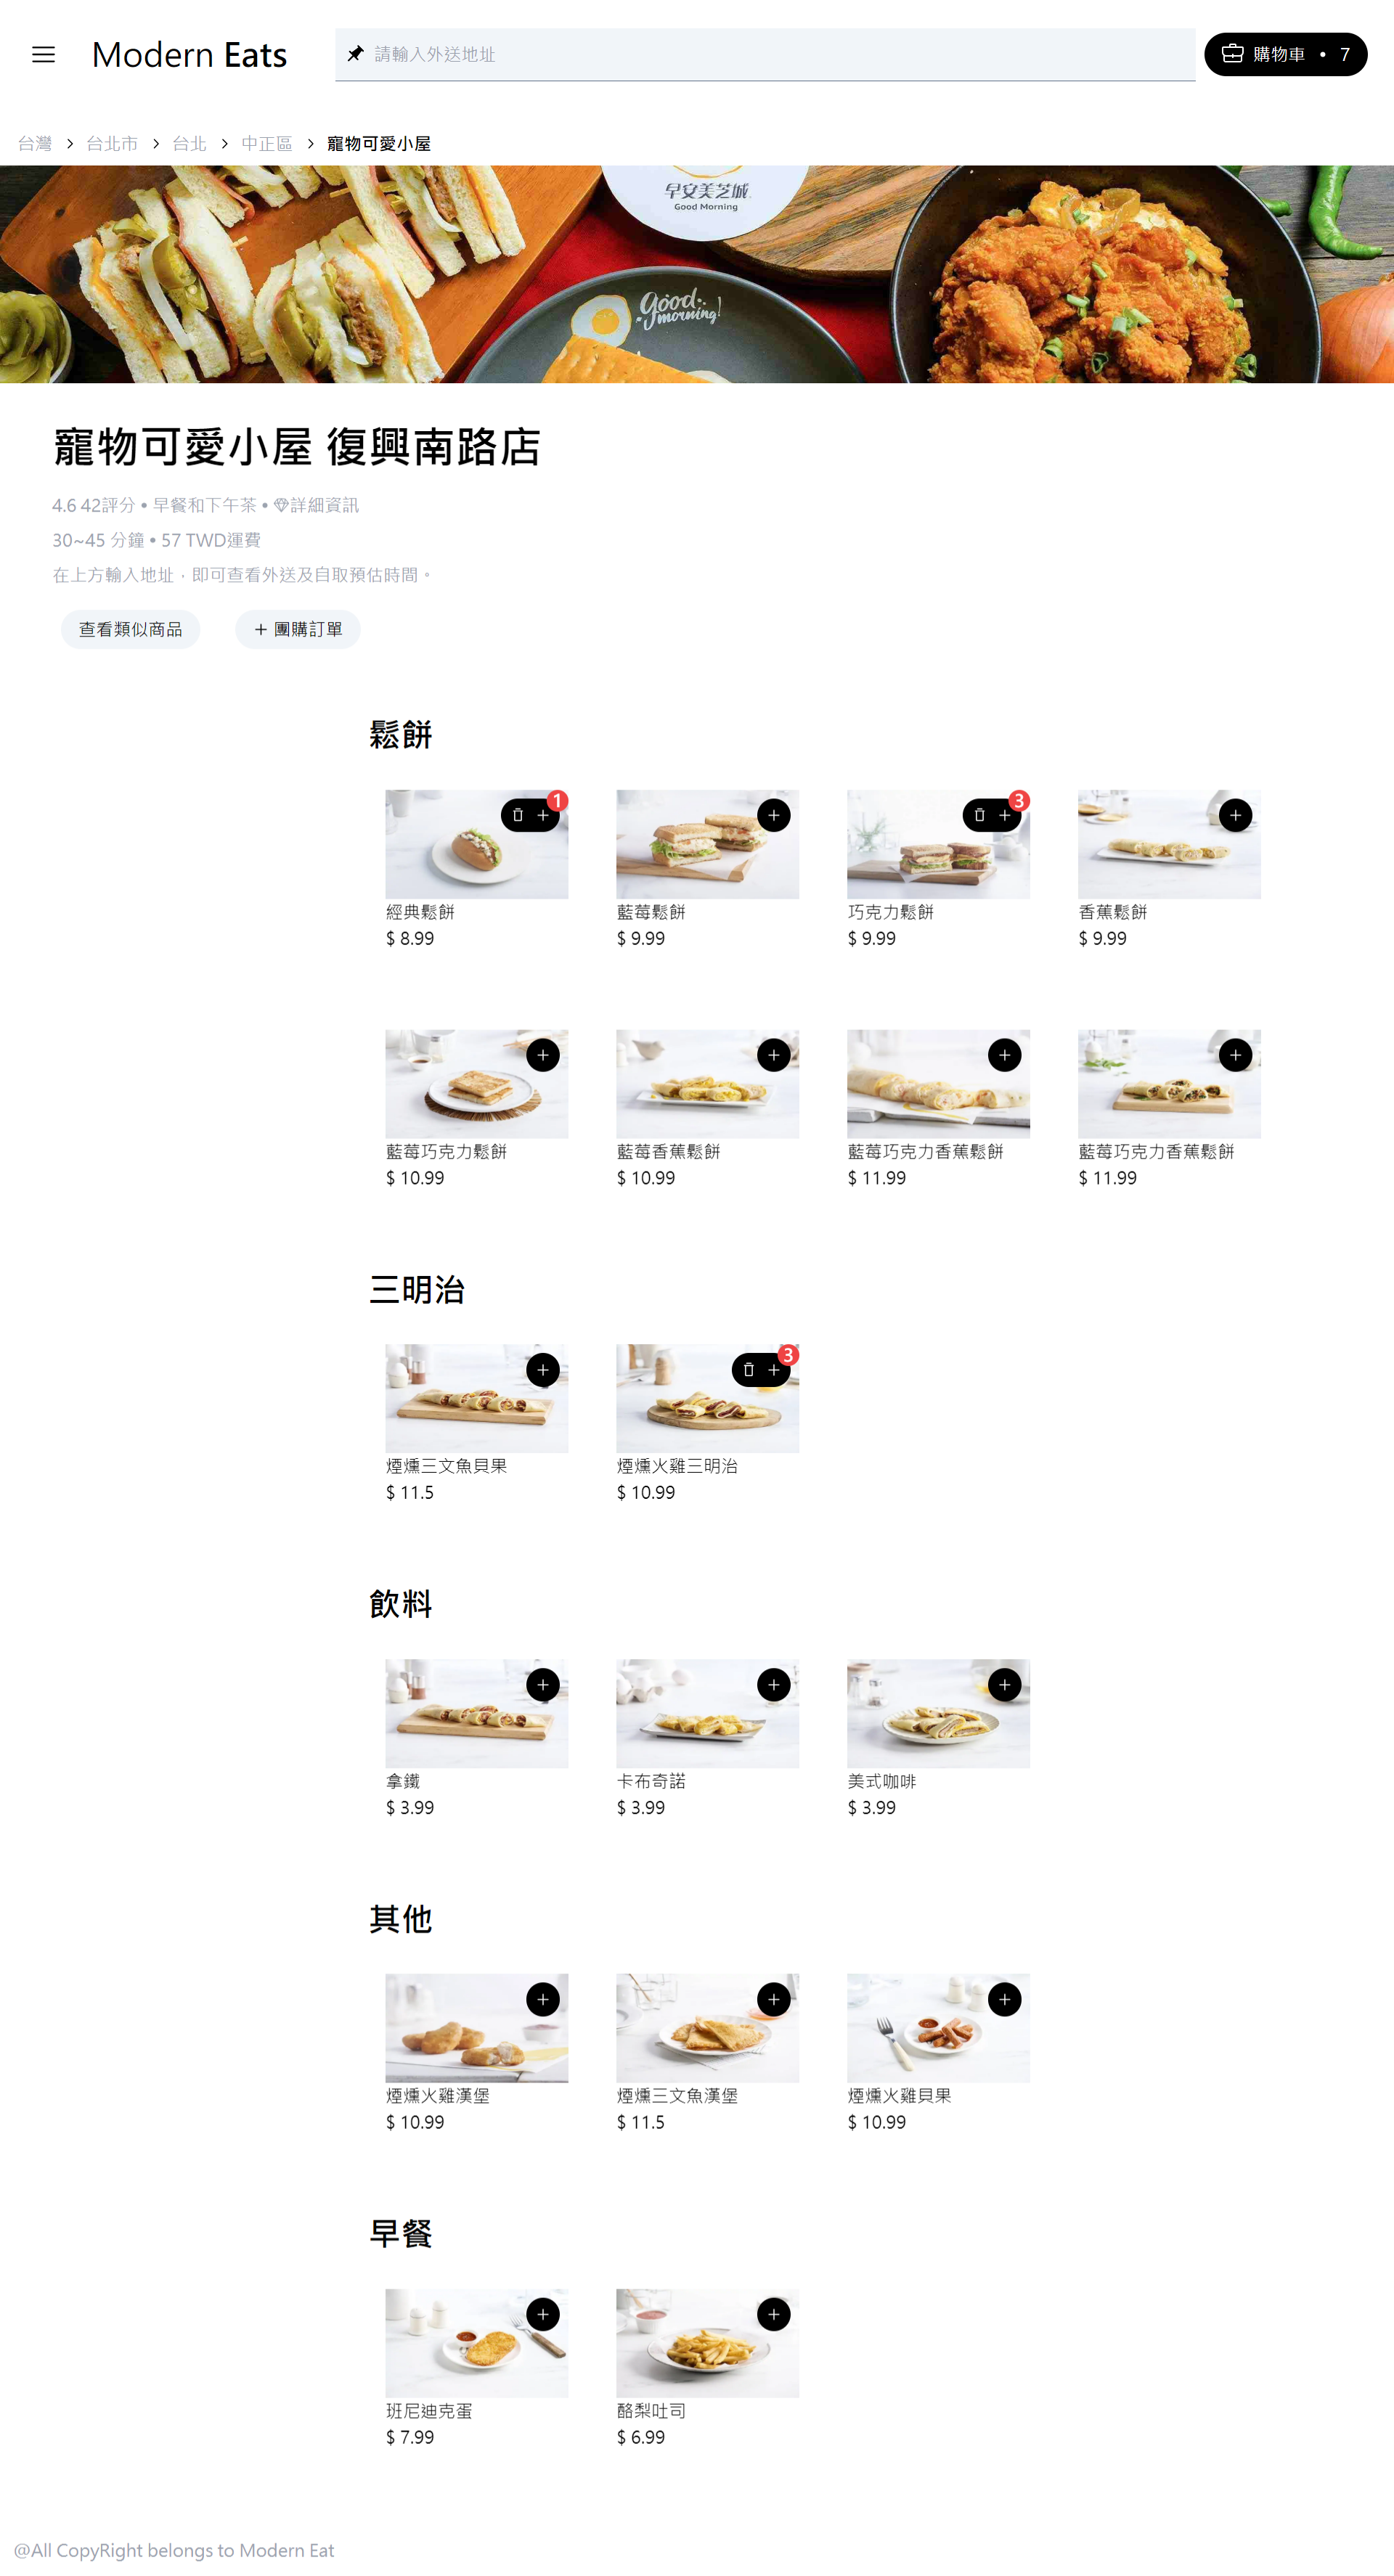 Modern Eats
請輸入外送地址
購物車 • 7
台灣 > 台北市 > 台北 > 中正區 > 寵物可愛小屋
早安美芝城
Good Morning
Good
morning!
寵物可愛小屋 復興南路店
4.6 42評分 • 早餐和下午茶 • 詳細資訊
30~45 分鐘 • 57 TWD運費
在上方輸入地址，即可查看外送及自取預估時間。
查看類似商品
+ 團購訂單
鬆餅
1
3
經典鬆餅
$ 8.99
藍莓鬆餅
$ 9.99
巧克力鬆餅
$ 9.99
香蕉鬆餅
$ 9.99
藍莓巧克力鬆餅
$ 10.99
藍莓香蕉鬆餅
$ 10.99
藍莓巧克力香蕉鬆餅
$ 11.99
藍莓巧克力香蕉鬆餅
$ 11.99
三明治
3
煙燻三文魚貝果
$ 11.5
煙燻火雞三明治
$ 10.99
飲料
拿鐵
$ 3.99
卡布奇諾
$ 3.99
美式咖啡
$ 3.99
其他
煙燻火雞漢堡
$ 10.99
煙燻三文魚漢堡
$ 11.5
煙燻火雞貝果
$ 10.99
早餐
班尼迪克蛋
$ 7.99
酪梨吐司
$ 6.99
@All CopyRight belongs to Modern Eat